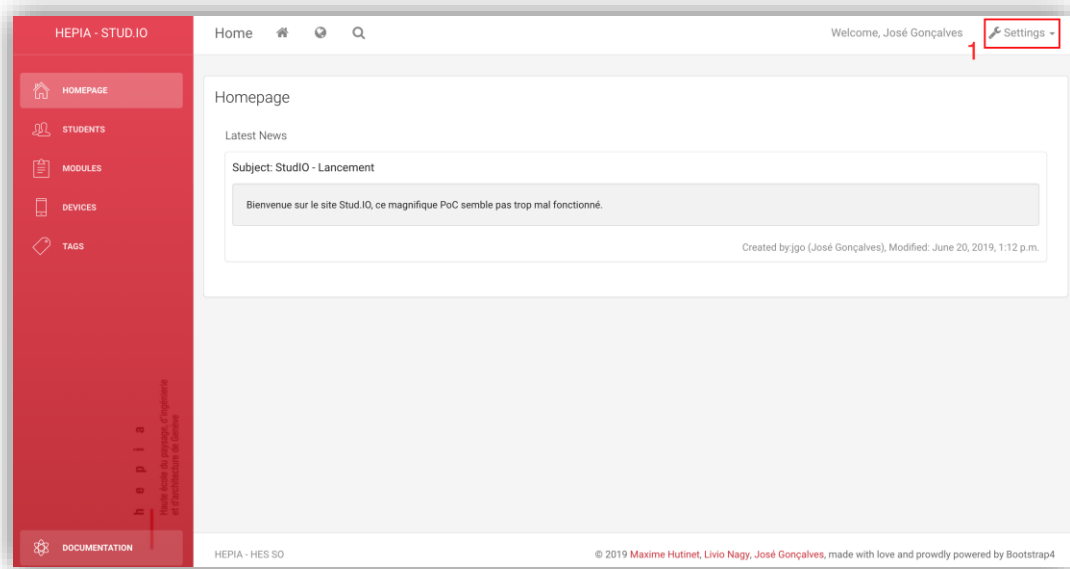 HEPIA - STUD.IO
Home
Welcome, José Gonçalves
1
Settings
HOMEPAGE
STUDENTS
MODULES
DEVICES
TAGS
Homepage
Latest News
Subject: StudIO - Lancement
Bienvenue sur le site Stud.IO, ce magnifique PoC semble pas trop mal fonctionné.
Created by:jgo (José Gonçalves), Modified: June 20, 2019, 1:12 p.m.
h e p i a
Haute école du paysage, d'ingénierie
et d'architecture de Genève
DOCUMENTATION
HEPIA - HES SO
© 2019 Maxime Hutinet, Livio Nagy, José Gonçalves, made with love and prowdly powered by Bootstrap4